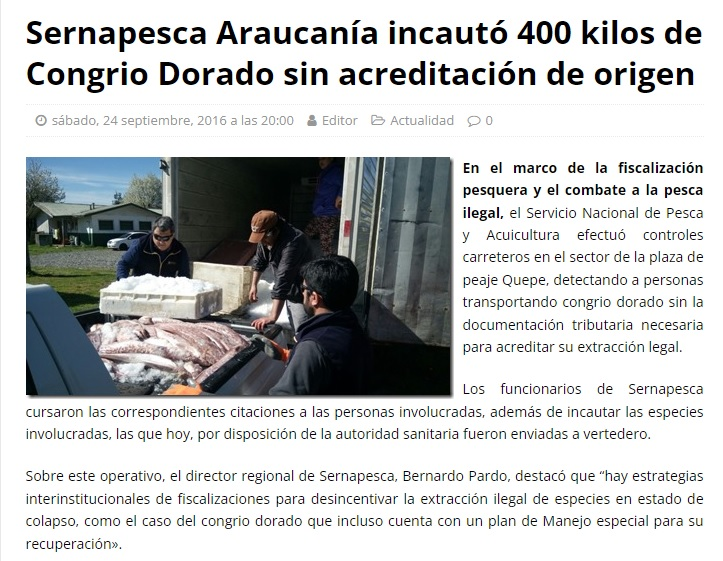 Sernapesca Araucanía incautó 400 kilos de
Congrio Dorado sin acreditación de origen
sábado, 24 septiembre, 2016 a las 20:00 Editor Actualidad 0
En el marco de la fiscalización
pesquera y el combate a la pesca
ilegal, el Servicio Nacional de Pesca
y Acuicultura efectuó controles
carreteros en el sector de la plaza de
peaje Quepe, detectando a personas
transportando congrio dorado sin la
documentación tributaria necesaria
para acreditar su extracción legal.
Los funcionarios de Sernapesca
cursaron las correspondientes citaciones a las personas involucradas, además de incautar las especies
involucradas, las que hoy, por disposición de la autoridad sanitaria fueron enviadas a vertedero.
Sobre este operativo, el director regional de Sernapesca, Bernardo Pardo, destacó que “hay estrategias
interinstitucionales de fiscalizaciones para desincentivar la extracción ilegal de especies en estado de
colapso, como el caso del congrio dorado que incluso cuenta con un plan de Manejo especial para su
recuperación».